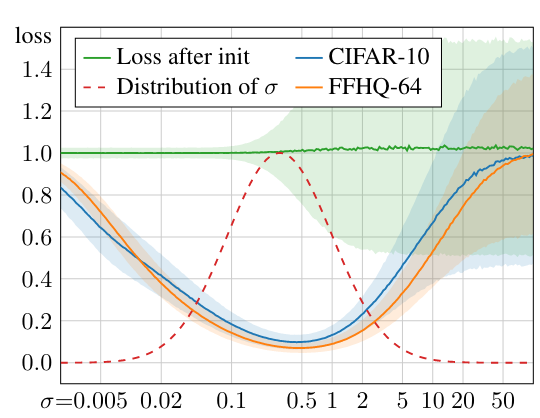 loss
Loss after init
CIFAR-10
Distribution of σ
FFHQ-64
1.4
1.2
1.0
0.8
0.6
0.4
0.2
0.0
σ=0.005 0.02 0.1 0.5 1 2 5 10 20 50